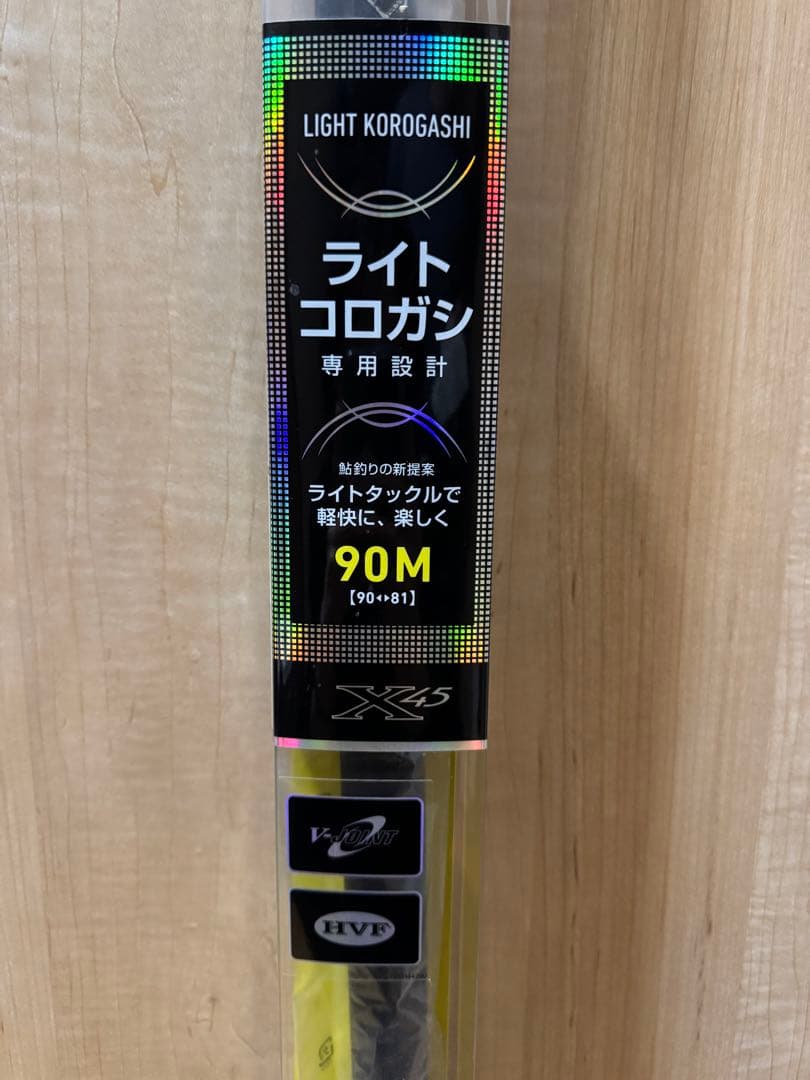 LIGHT KOROGASHI
ライト
コロガシ
専用設計
鮎釣りの新提案
ライトタックルで
軽快に、楽しく
90M
【90◂▸81】
X45
V-JOINT
HVF